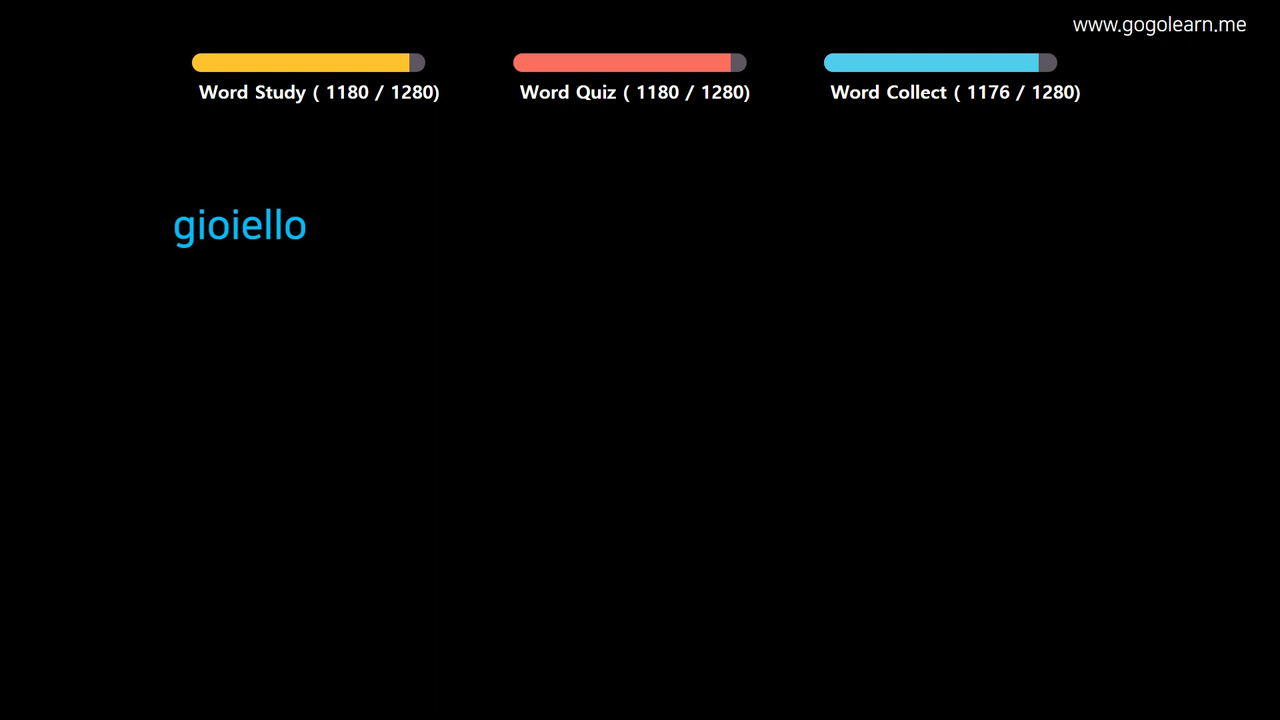 www.gogolearn.me
Word Study ( 1180 / 1280)
Word Quiz ( 1180 / 1280)
Word Collect ( 1176 / 1280)
gioiello